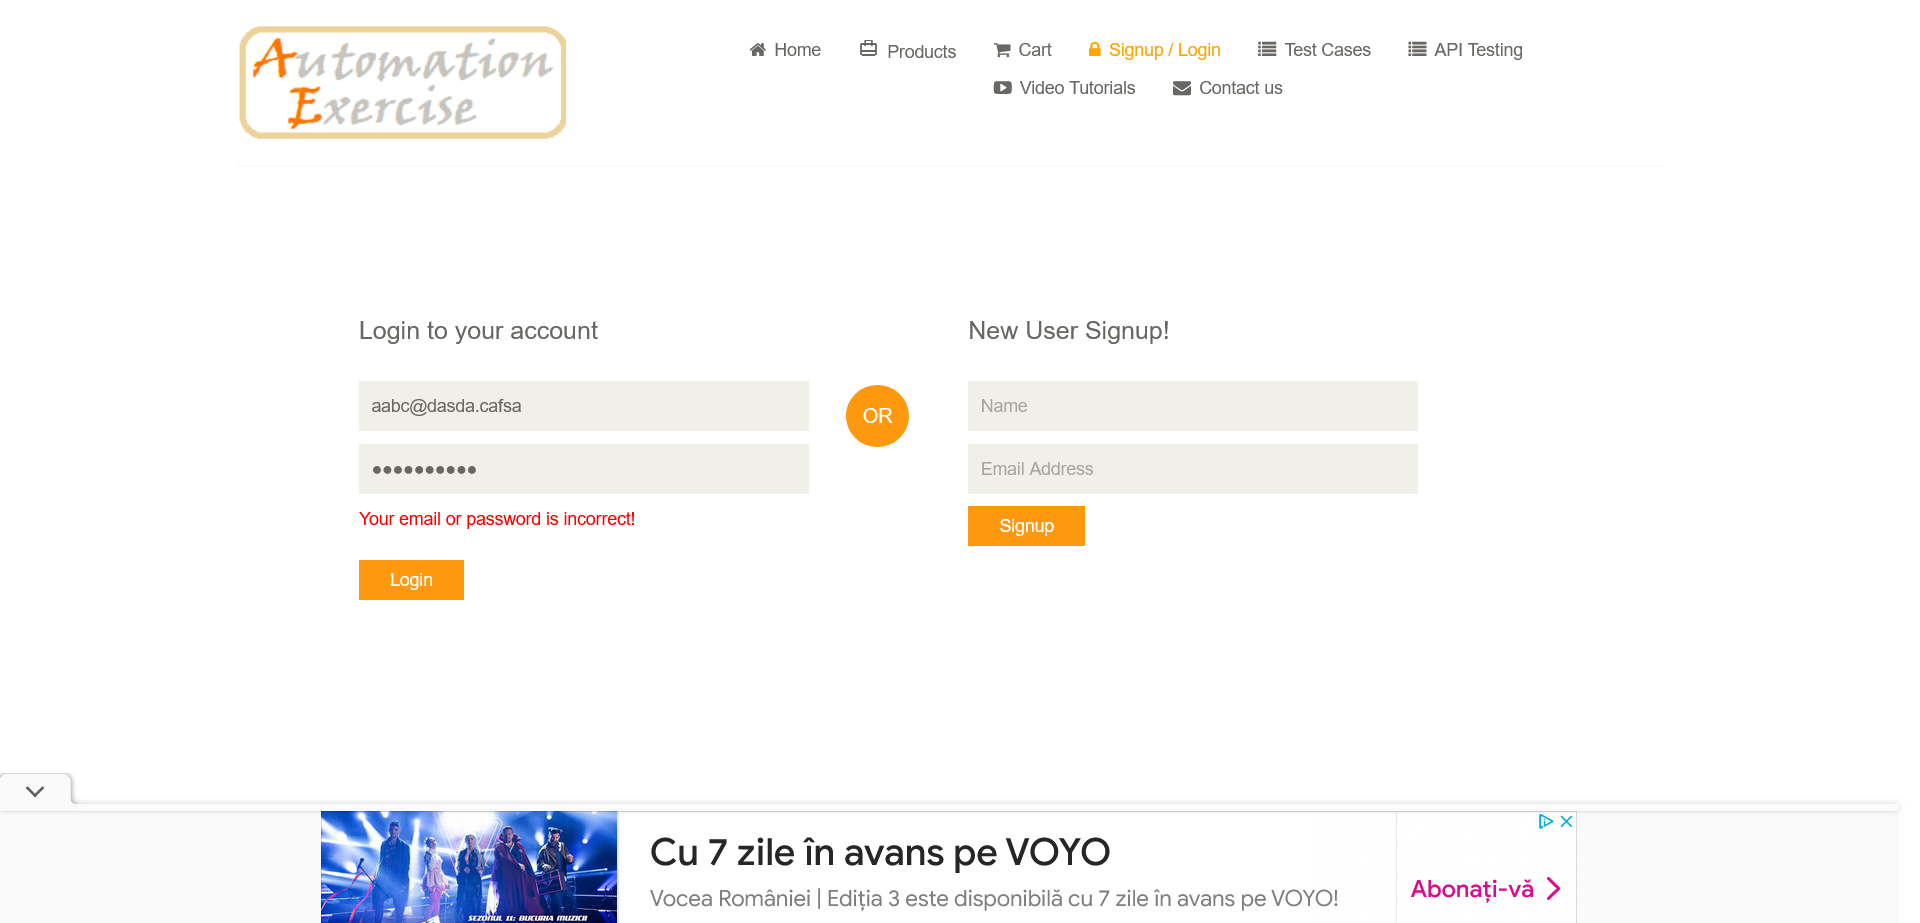 Automation
Exercise
Home
Products
Cart
Signup / Login
Test Cases
API Testing
Video Tutorials
Contact us
Login to your account
New User Signup!
aabc@dasda.cafsa
OR
Name
Email Address
Your email or password is incorrect!
Signup
Login
Cu 7 zile în avans pe VOYO
Vocea României | Ediția 3 este disponibilă cu 7 zile în avans pe VOYO!
Abonați-vă
SEZONUL 11: BUCURIA MUZICII